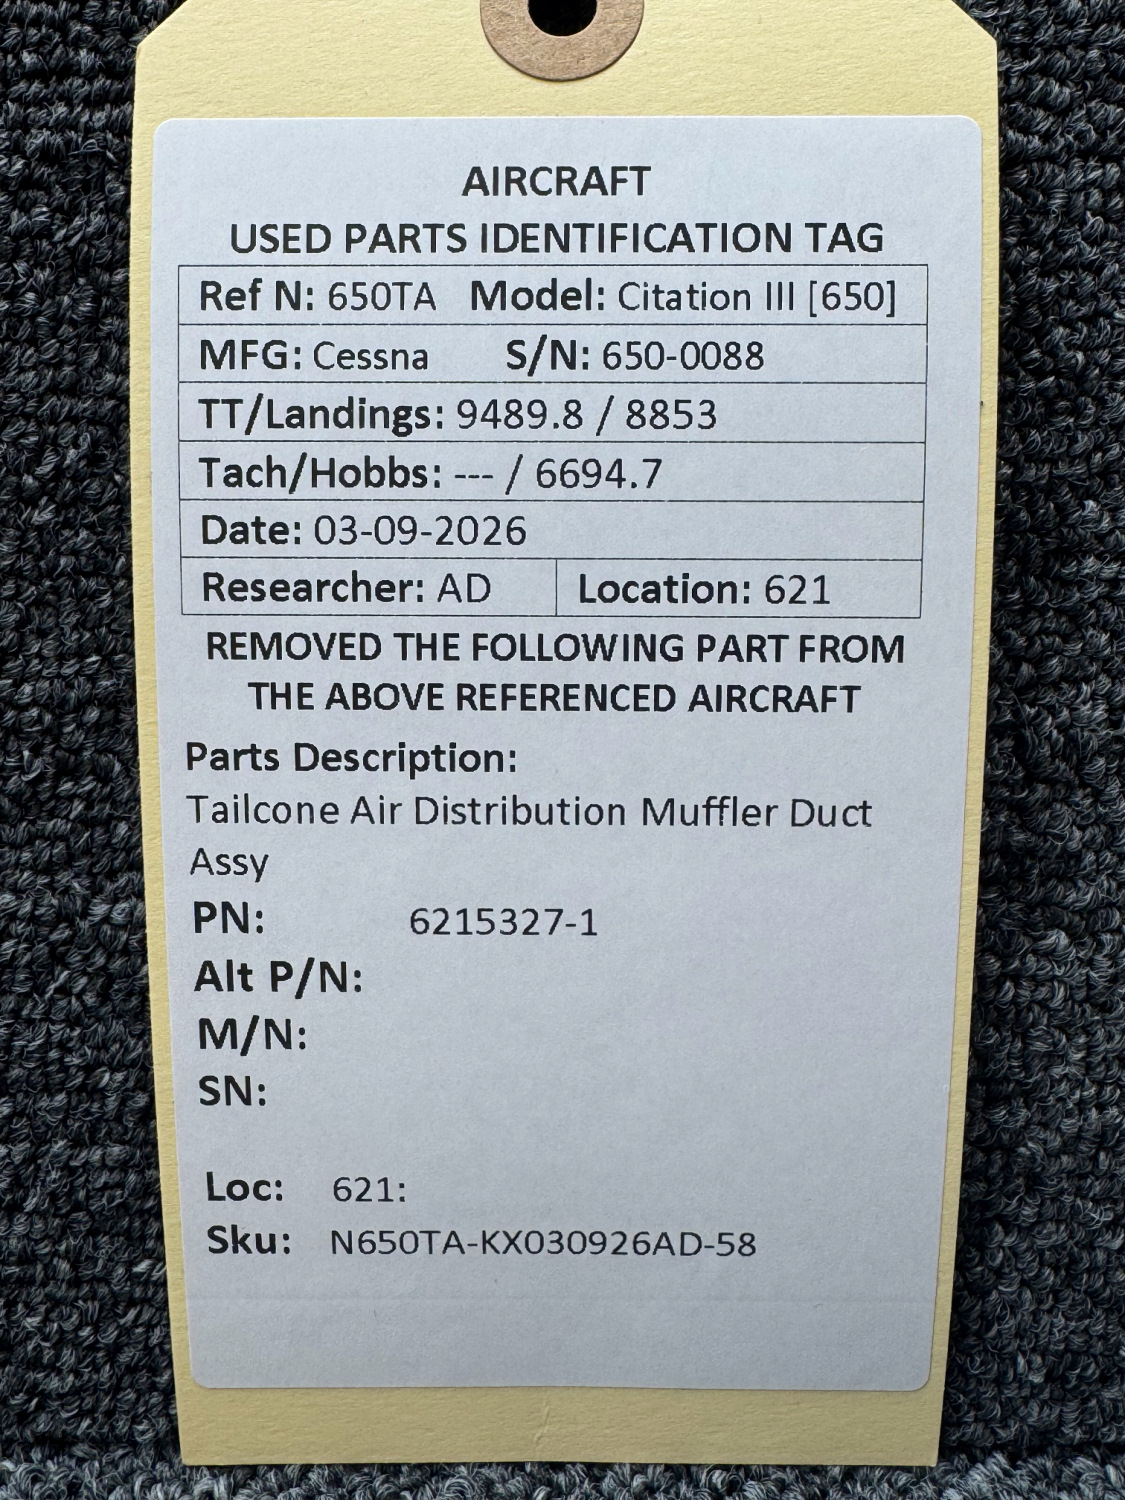 AIRCRAFT
USED PARTS IDENTIFICATION TAG
Ref N: 650TA Model: Citation III [650]
MFG: Cessna S/N: 650-0088
TT/Landings: 9489.8 / 8853
Tach/Hobbs: --- / 6694.7
Date: 03-09-2026
Researcher: AD Location: 621
REMOVED THE FOLLOWING PART FROM
THE ABOVE REFERENCED AIRCRAFT
Parts Description:
Tailcone Air Distribution Muffler Duct
Assy
PN: 6215327-1
Alt P/N:
M/N:
SN:
Loc: 621:
Sku: N650TA-KX030926AD-58